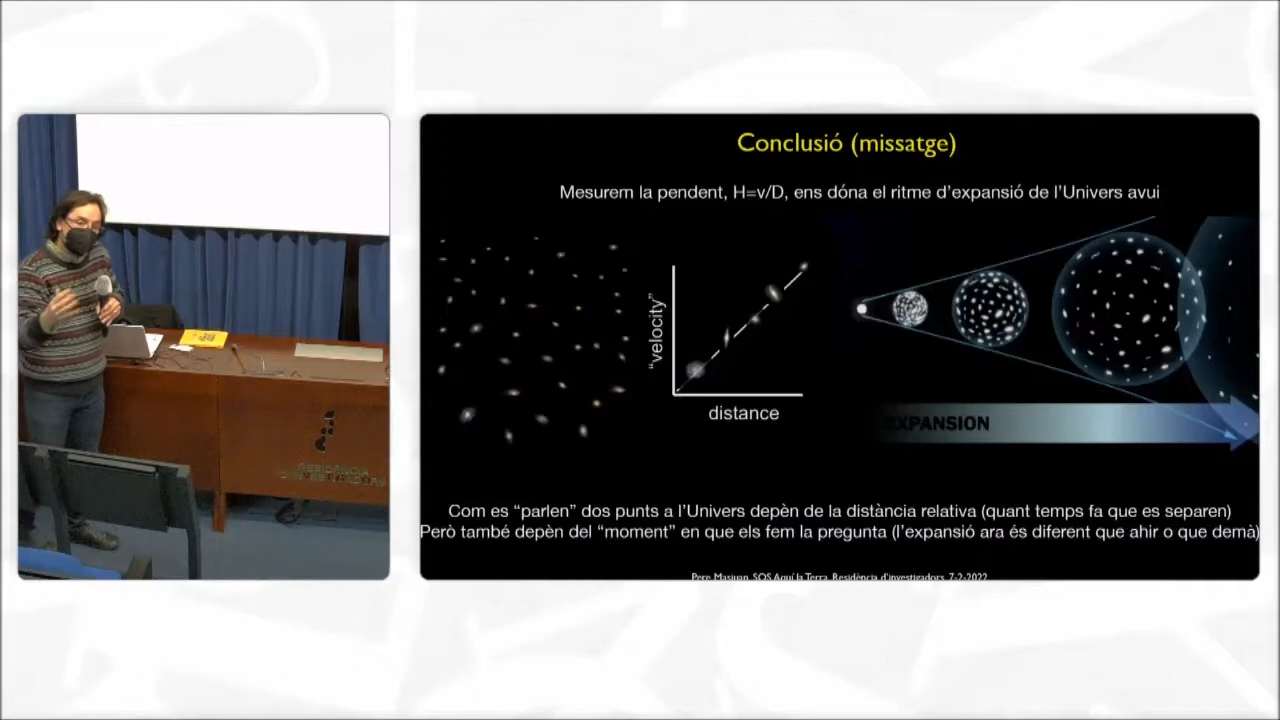 Conclusió (missatge)
Mesurem la pendent, H=v/D, ens dóna el ritme d'expansió de l'Univers avui
"velocity"
distance
EXPANSION
Com es "parlen" dos punts a l'Univers depèn de la distància relativa (quant temps fa que es separen)
Però també depèn del "moment" en que els fem la pregunta (l'expansió ara és diferent que ahir o que demà)
Pere Masjuan, SOS Aquí la Terra, Residència d'investigadors, 7-2-2022
RESIDÈNCIA
D'INVESTIGADORS